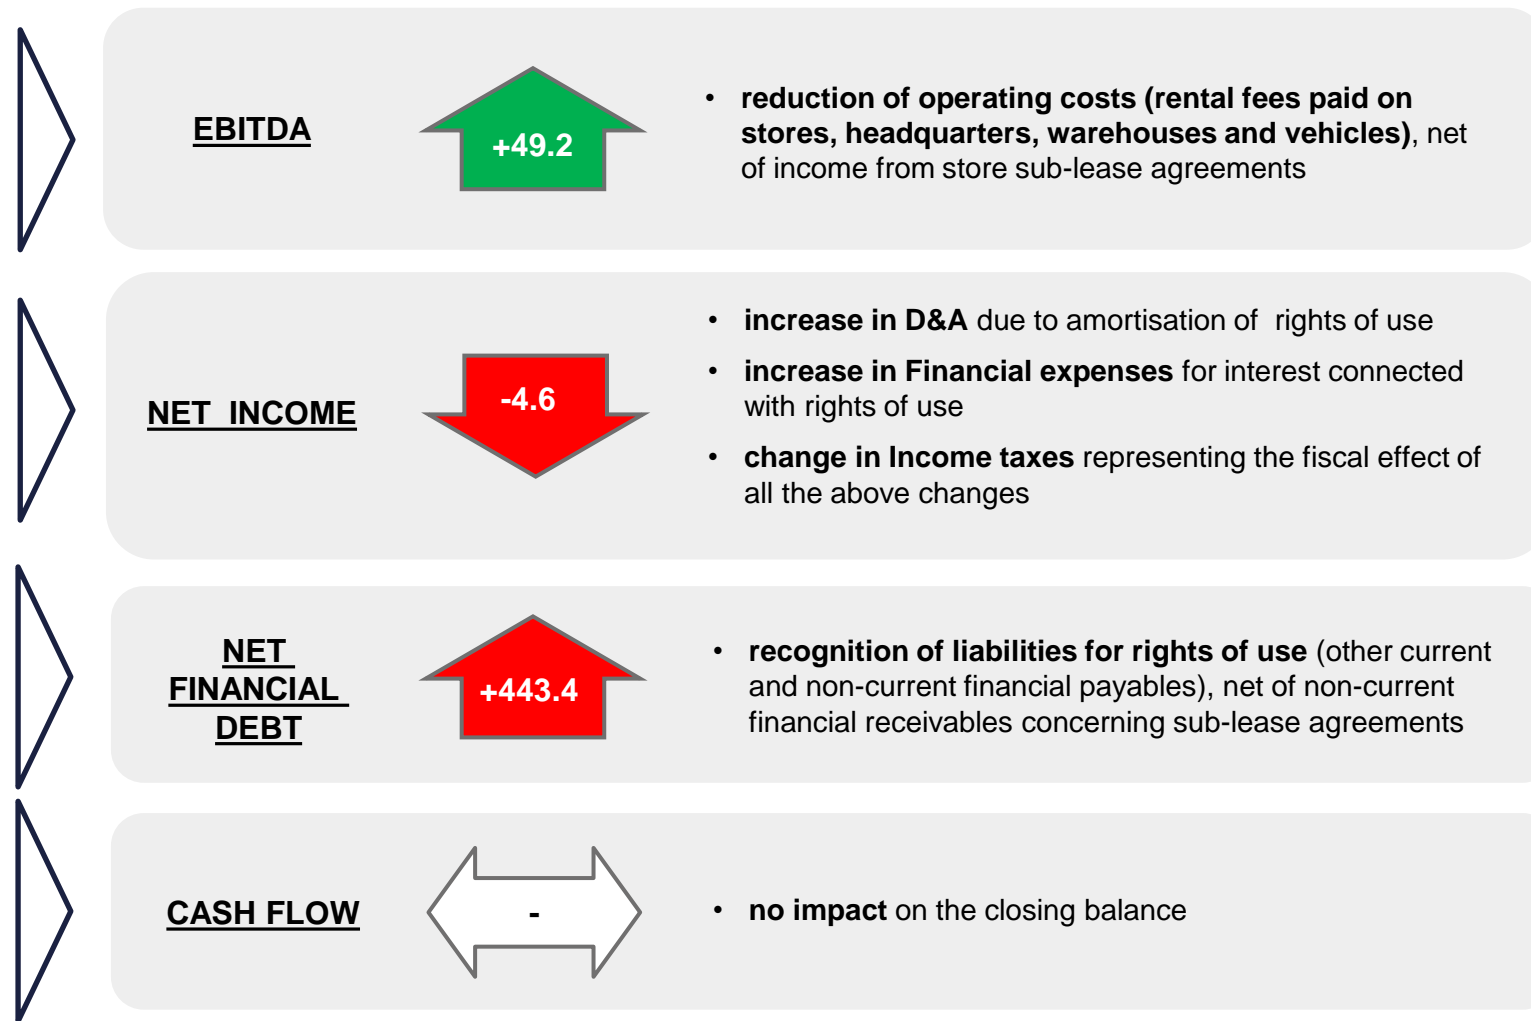 EBITDA
+49.2
• reduction of operating costs (rental fees paid on
stores, headquarters, warehouses and vehicles), net
of income from store sub-lease agreements
NET INCOME
-4.6
• increase in D&A due to amortisation of rights of use
• increase in Financial expenses for interest connected
with rights of use
• change in Income taxes representing the fiscal effect of
all the above changes
NET
FINANCIAL
DEBT
+443.4
• recognition of liabilities for rights of use (other current
and non-current financial payables), net of non-current
financial receivables concerning sub-lease agreements
CASH FLOW
-
• no impact on the closing balance